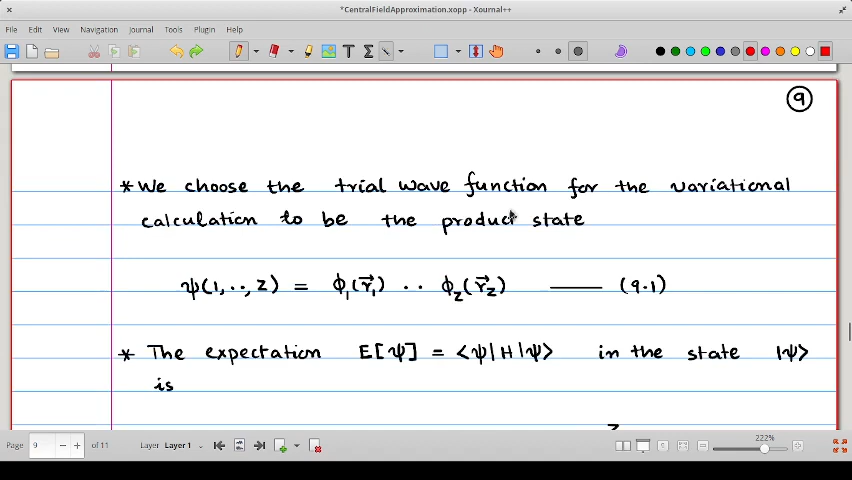 *CentralFieldApproximation.xopp - Xournal++
File Edit View Navigation Journal Tools Plugin Help
9
* We choose the trial wave function for the variational
calculation to be the product state
ψ(1,..,Z) = ϕ₁(r⃗₁) .. ϕ_Z(r⃗_Z) —— (9.1)
* The expectation E[ψ] = <ψ|H|ψ> in the state |ψ>
is
Z
Page 9 of 11 Layer Layer 1 222%